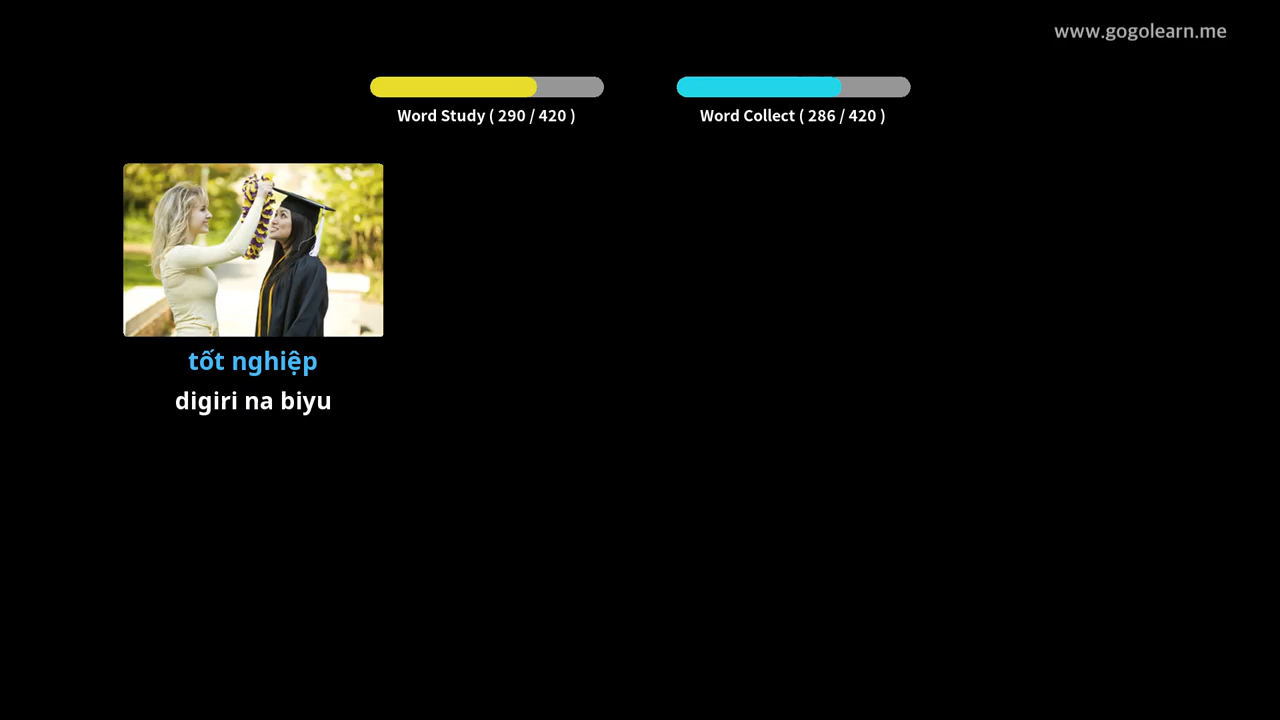 www.gogolearn.me
Word Study ( 290 / 420 )
Word Collect ( 286 / 420 )
tốt nghiệp
digiri na biyu